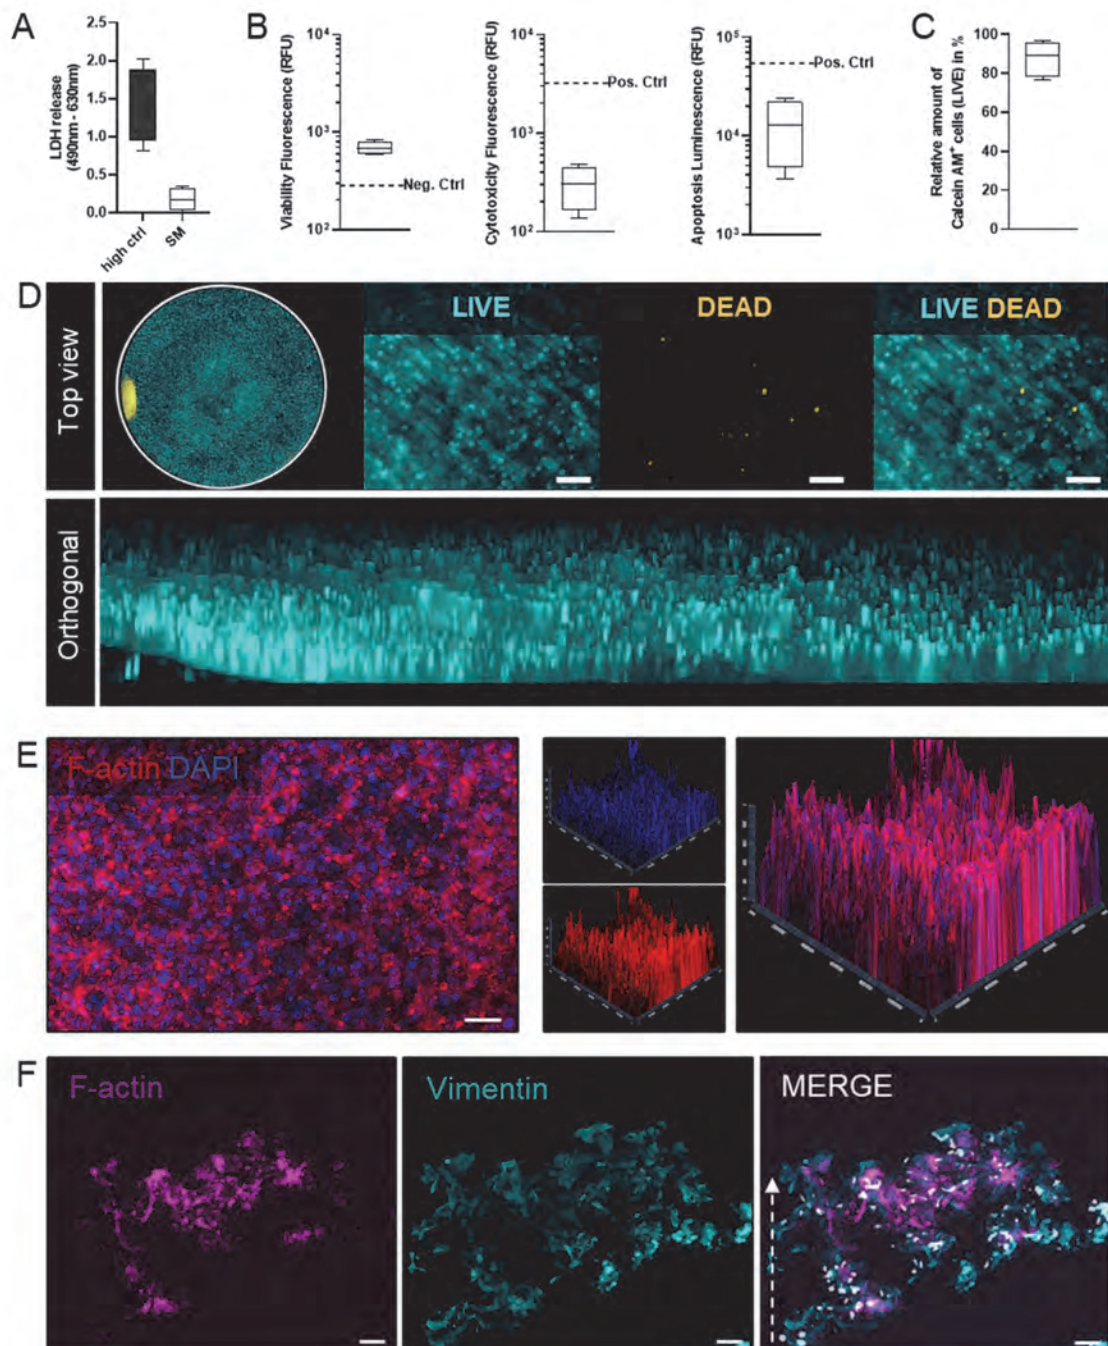 A
LDH release
(490nm - 630nm)
2.5
2.0
1.5
1.0
0.5
0.0
high ctrl
SM
B
Viability Fluorescence (RFU)
10⁴
10³
10²
Neg. Ctrl
Cytotoxicity Fluorescence (RFU)
10⁴
10³
10²
Pos. Ctrl
Apoptosis Luminescence (RFU)
10⁵
10⁴
10³
Pos. Ctrl
C
Relative amount of
Calcein AM⁺ cells (LIVE) in %
100
80
60
40
20
0
D
Top view
LIVE
DEAD
LIVE DEAD
Orthogonal
E
F-actin DAPI
F
F-actin
Vimentin
MERGE